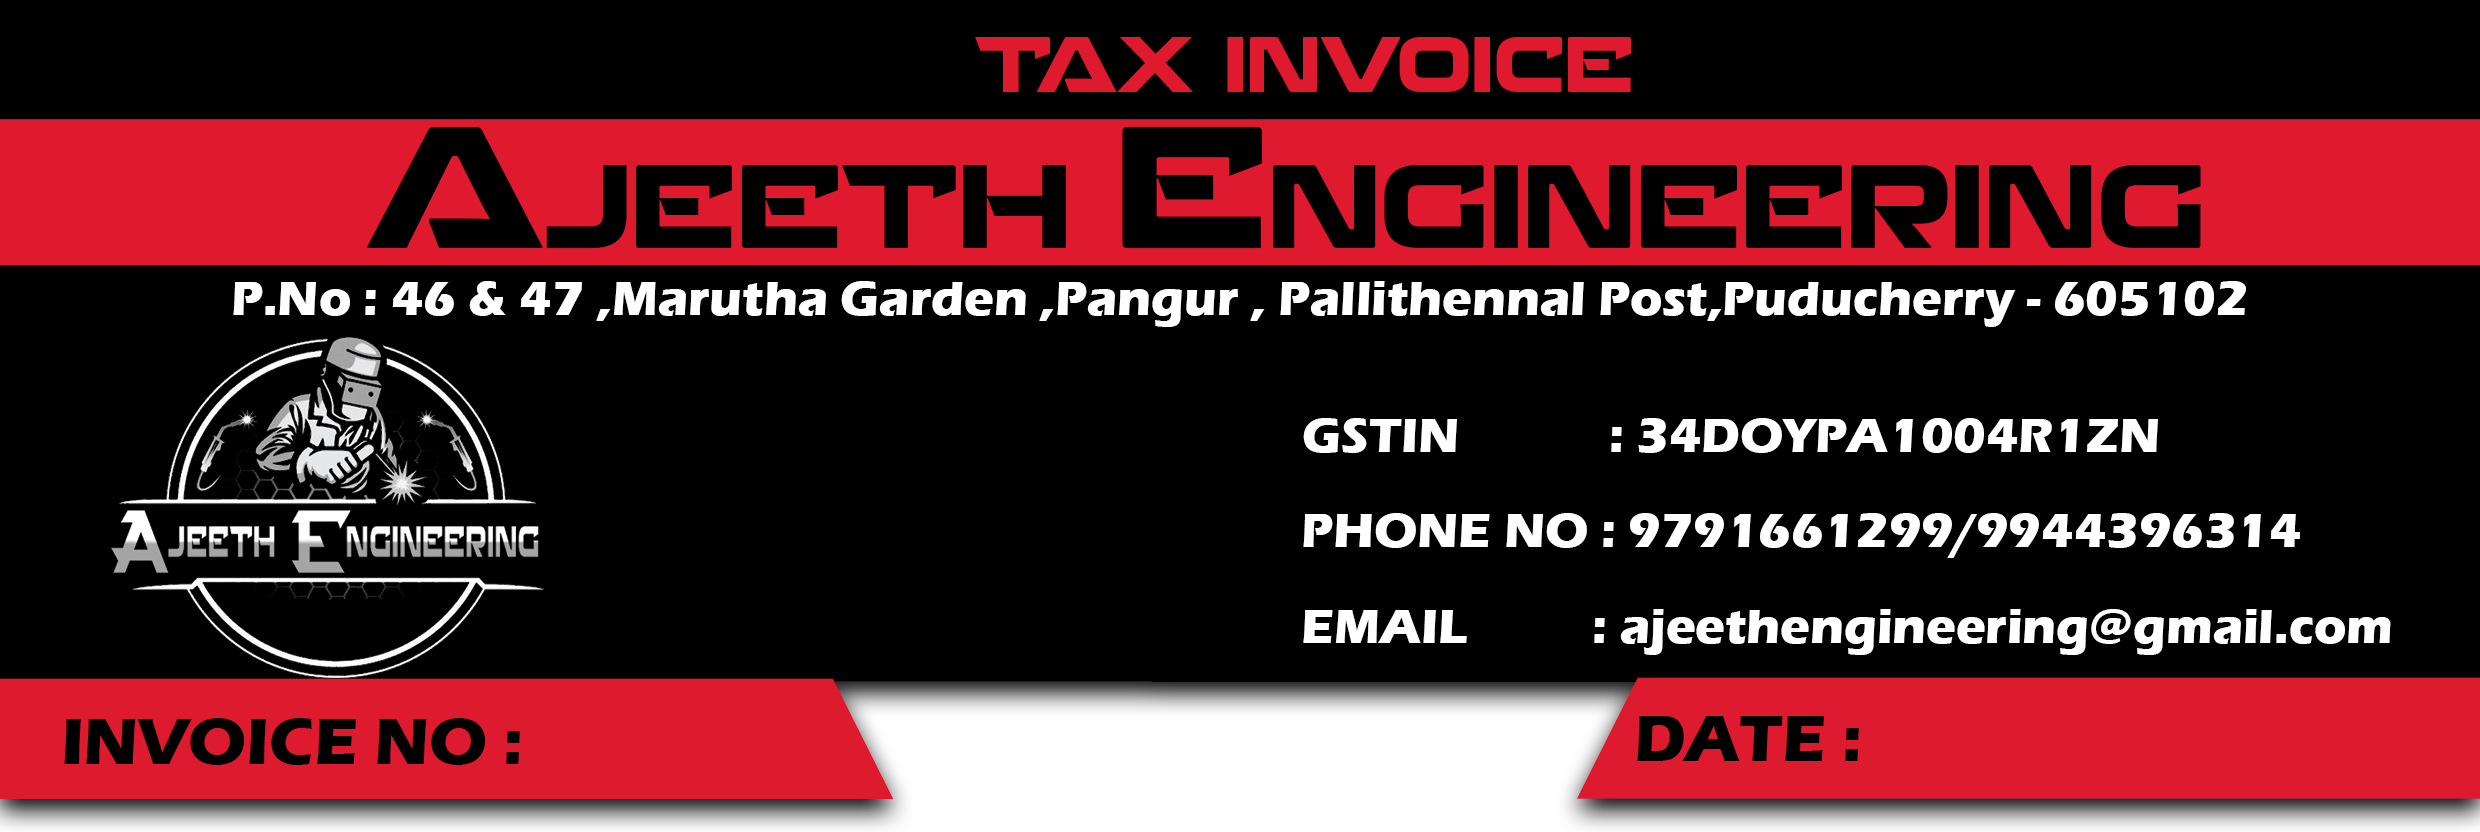 TAX INVOICE
AJEETH ENGINEERING
P.No : 46 & 47 ,Marutha Garden ,Pangur , Pallithennal Post,Puducherry - 605102
AJEETH ENGINEERING
GSTIN : 34DOYPA1004R1ZN
PHONE NO : 9791661299/9944396314
EMAIL : ajeethengineering@gmail.com
INVOICE NO :
DATE :